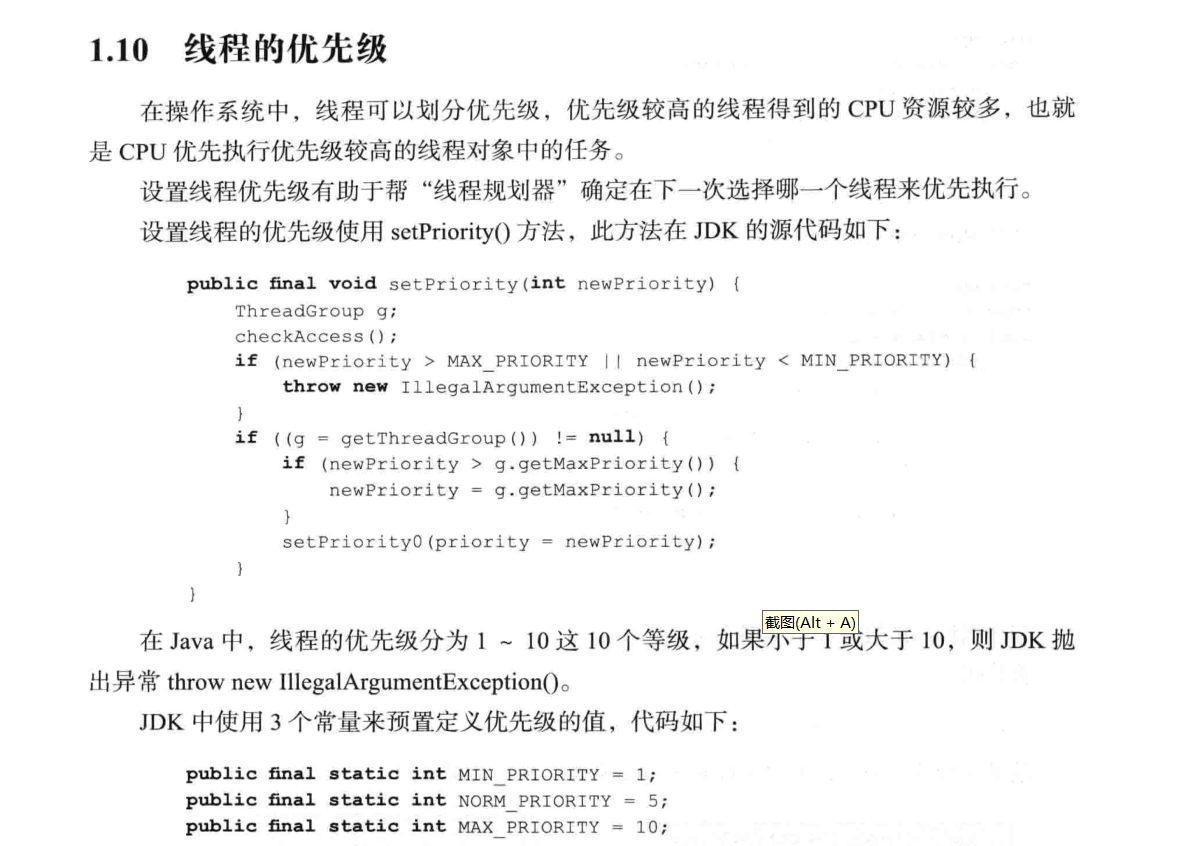 1.10 线程的优先级
在操作系统中，线程可以划分优先级，优先级较高的线程得到的 CPU 资源较多，也就
是 CPU 优先执行优先级较高的线程对象中的任务。
设置线程优先级有助于帮“线程规划器”确定在下一次选择哪一个线程来优先执行。
设置线程的优先级使用 setPriority() 方法，此方法在 JDK 的源代码如下：
public final void setPriority(int newPriority) {
ThreadGroup g;
checkAccess();
if (newPriority > MAX_PRIORITY || newPriority < MIN_PRIORITY) {
throw new IllegalArgumentException();
}
if ((g = getThreadGroup()) != null) {
if (newPriority > g.getMaxPriority()) {
newPriority = g.getMaxPriority();
}
setPriority0(priority = newPriority);
}
}
截图(Alt + A)
在 Java 中，线程的优先级分为 1 ~ 10 这 10 个等级，如果小于 1 或大于 10，则 JDK 抛
出异常 throw new IllegalArgumentException()。
JDK 中使用 3 个常量来预置定义优先级的值，代码如下：
public final static int MIN_PRIORITY = 1;
public final static int NORM_PRIORITY = 5;
public final static int MAX_PRIORITY = 10;